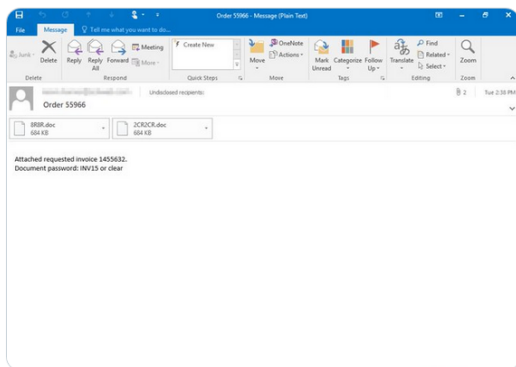 Order 55966 - Message (Plain Text)
File Message Tell me what you want to do...
Junk
Delete
Reply Reply All Forward
Meeting
More
Create New
Move
OneNote
Actions
Mark Unread
Categorize
Follow Up
Translate
Find
Related
Select
Zoom
Delete Respond Quick Steps Move Tags Editing Zoom
Undisclosed recipients: 2 Tue 2:38 PM
Order 55966
8R8R.doc
684 KB
2CR2CR.doc
684 KB
Attached requested invoice 1455632.
Document password: INV15 or clear